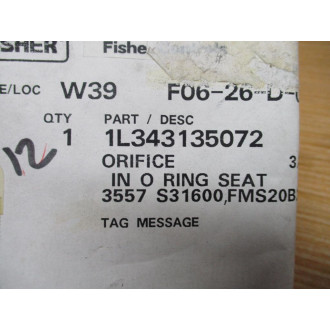 SHER Fishe
E/LOC W39 F06-26-D-
QTY PART / DESC
1 1L343135072
12
ORIFICE 3
IN O RING SEAT
3557 S31600,FMS20B
TAG MESSAGE